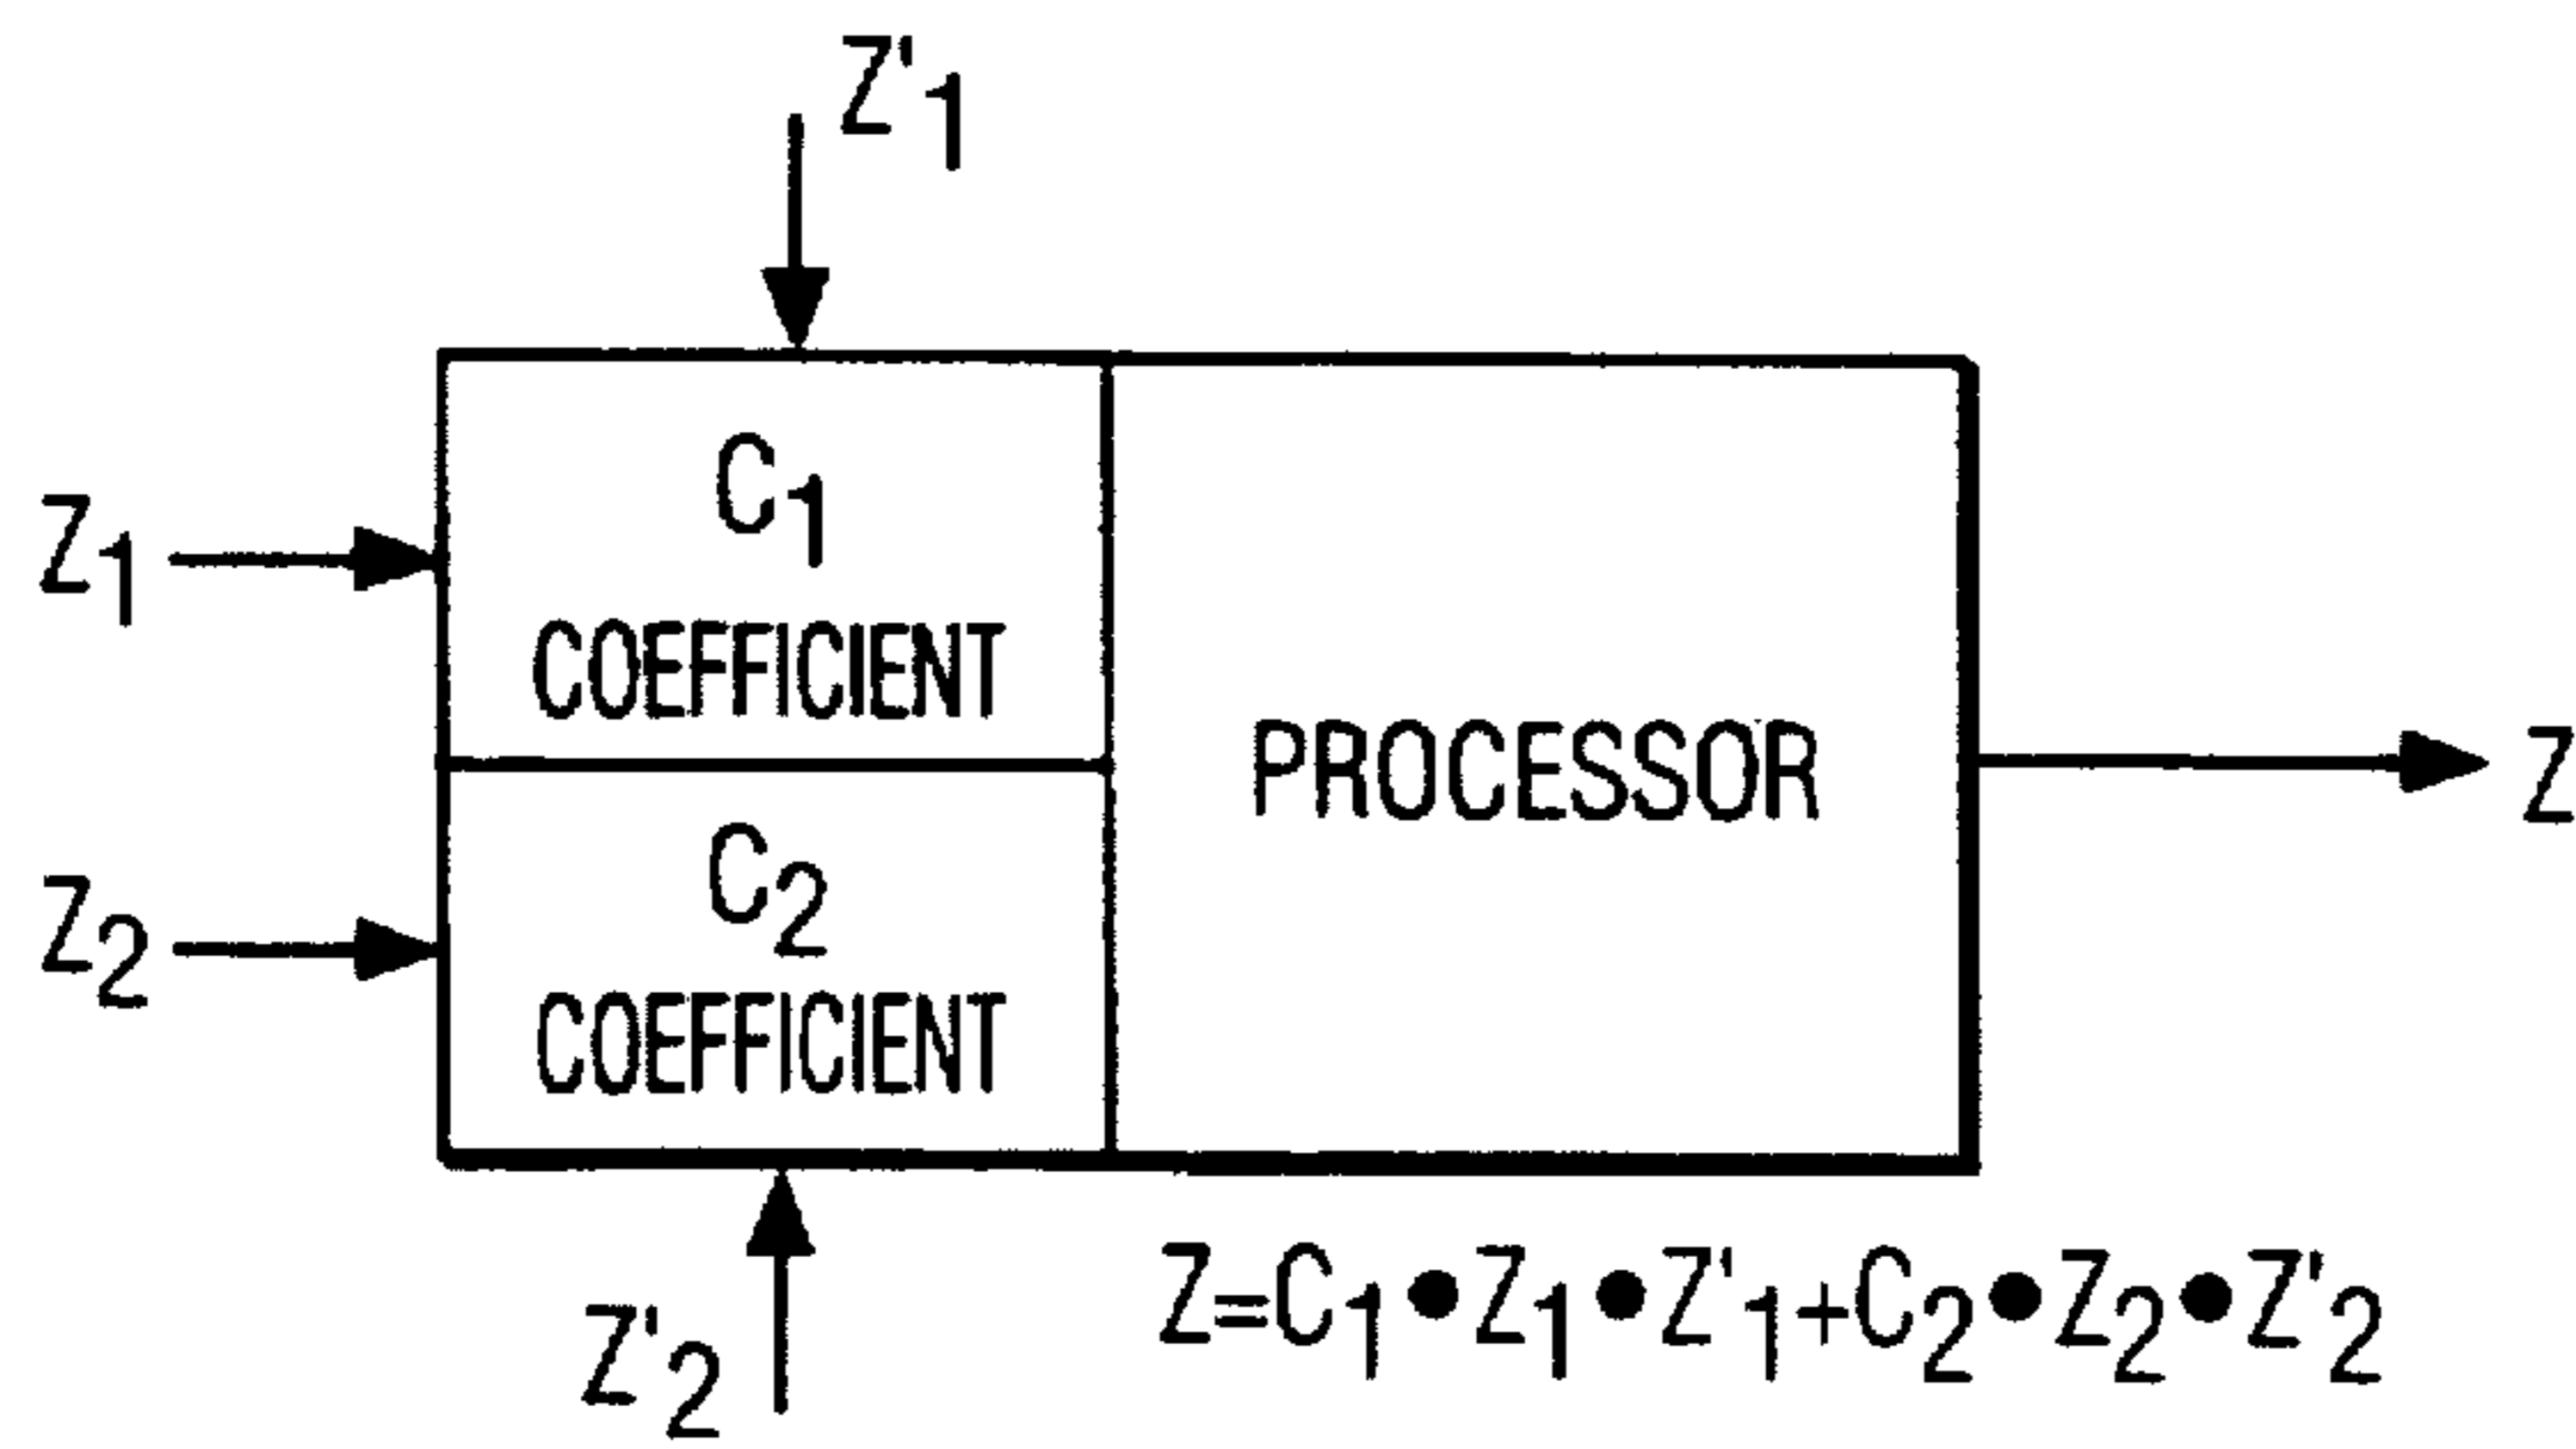 Z'1
C1
Z1
COEFFICIENT
PROCESSOR
Z
C2
Z2
COEFFICIENT
Z=C1•Z1•Z'1+C2•Z2•Z'2
Z'2